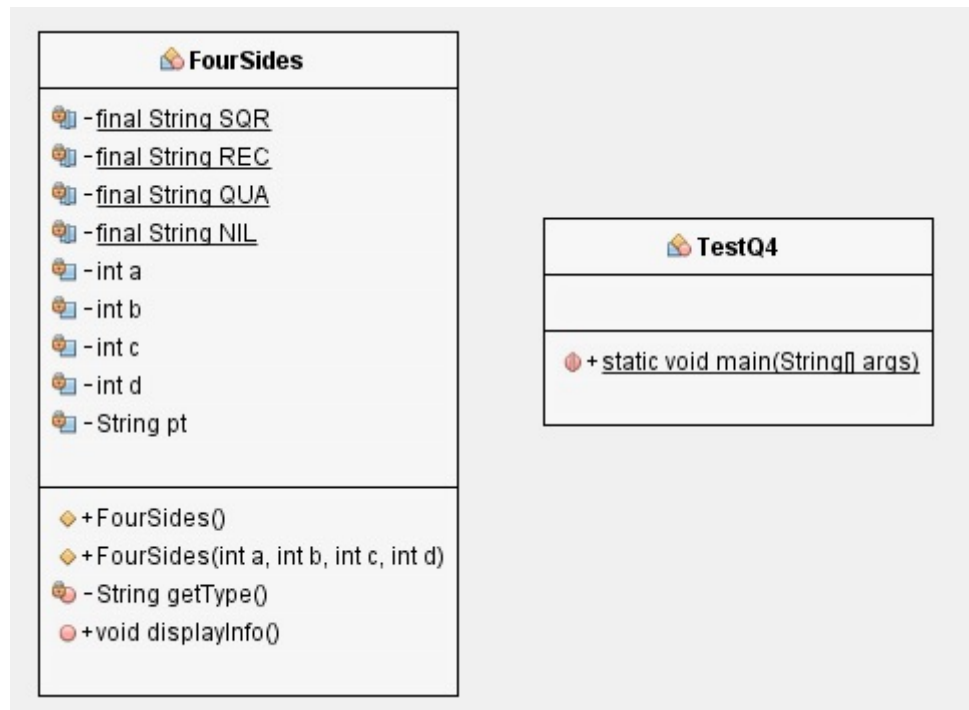 FourSides
-final String SQR
-final String REC
-final String QUA
-final String NIL
-int a
-int b
-int c
-int d
-String pt
+FourSides()
+FourSides(int a, int b, int c, int d)
-String getType()
+void displayInfo()
TestQ4
+static void main(String[] args)